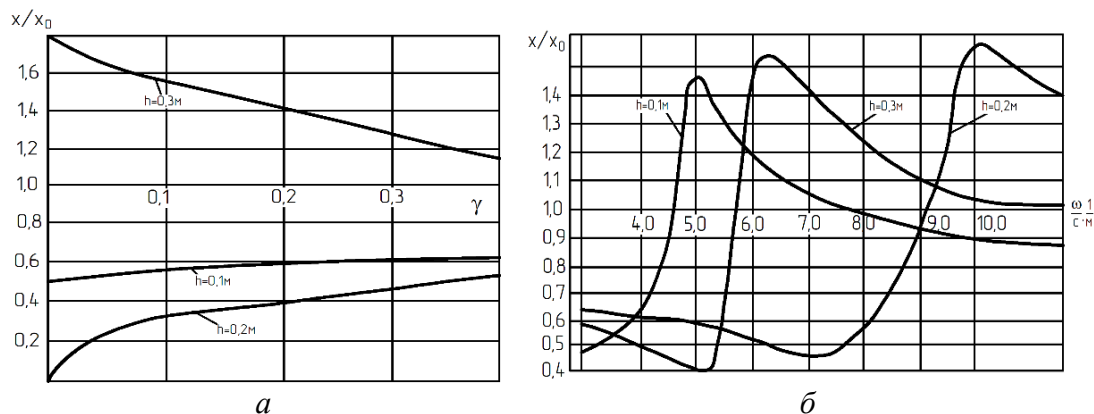 x/x₀
1,6
1,4
1,2
1,0
0,8
0,6
0,4
0,2
h=0,3м
0,1
0,2
0,3
γ
h=0,1м
h=0,2м
а
x/x₀
1,4
1,3
1,2
1,1
1,0
0,9
0,8
0,7
0,6
0,5
0,4
h=0,1м
h=0,3м
h=0,2м
4,0
5,0
6,0
7,0
8,0
9,0
10,0
ω 1/с·м
б